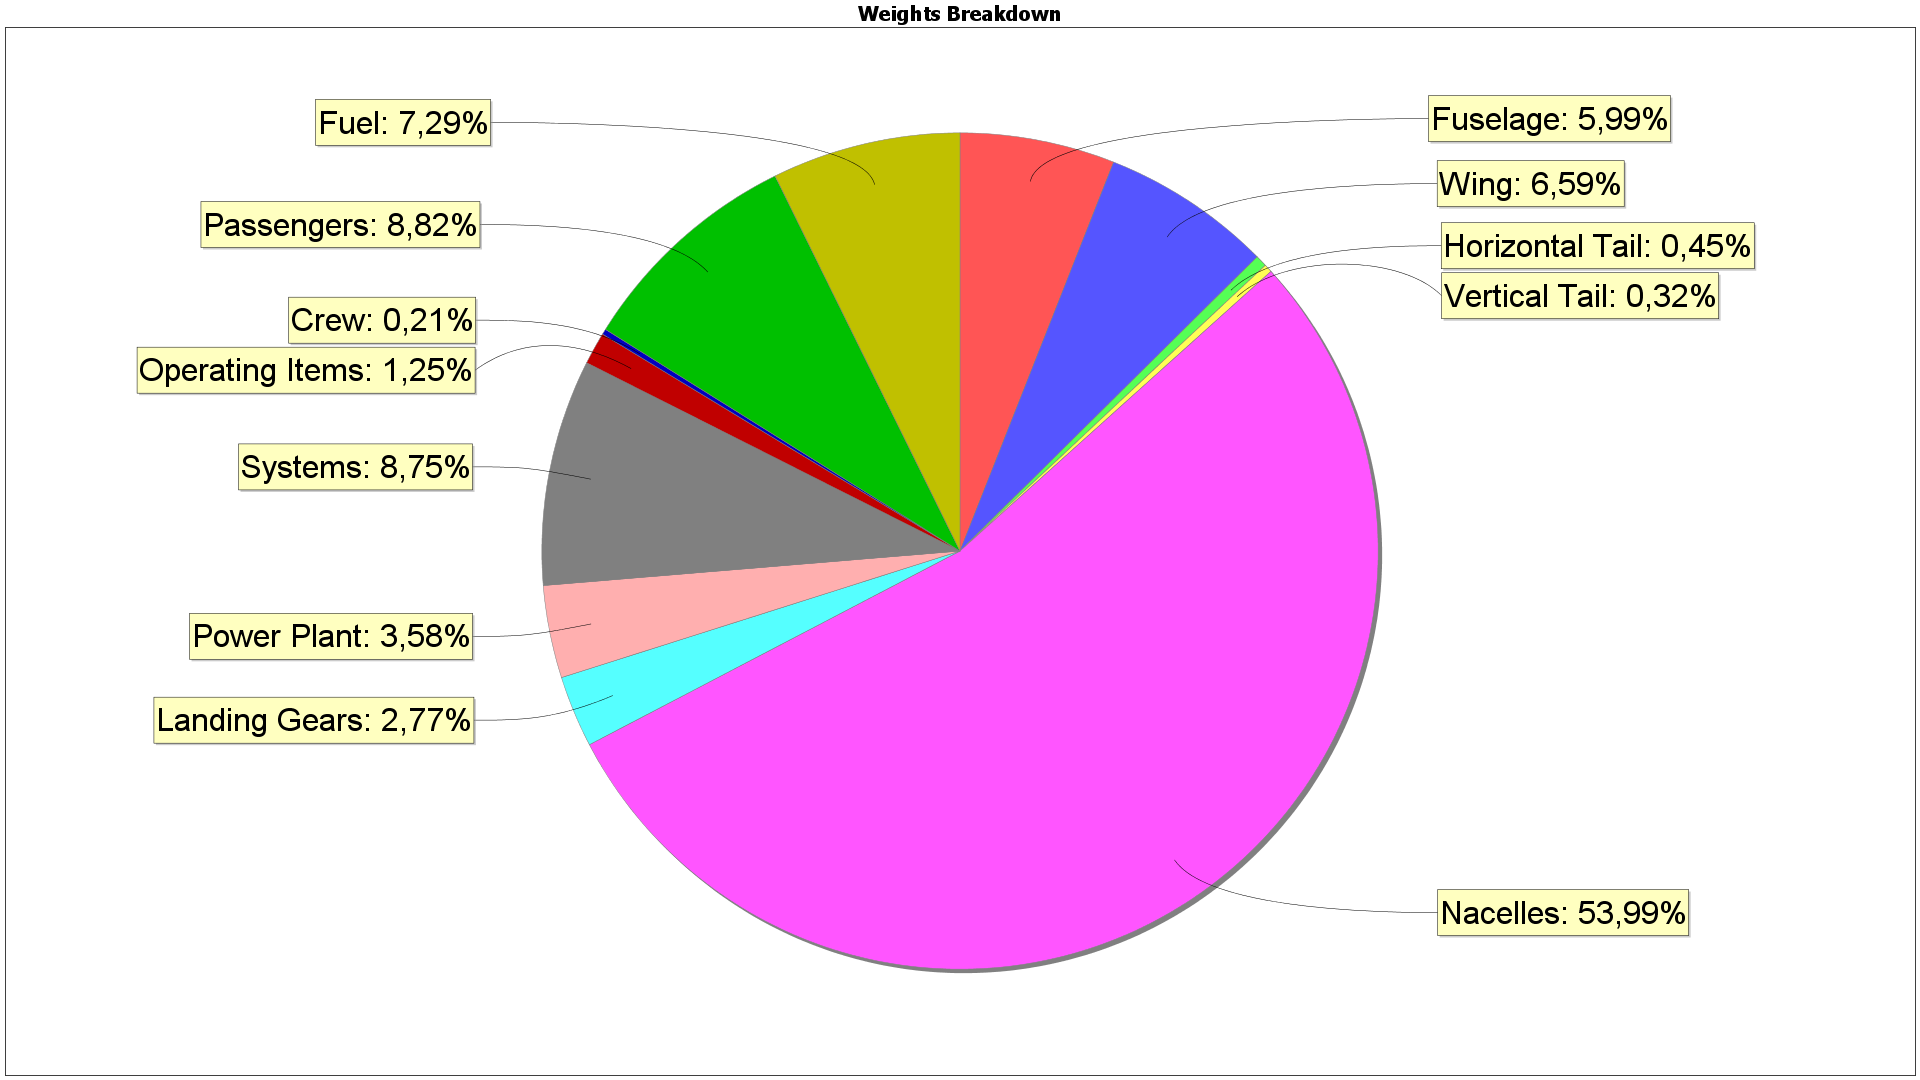 Weights Breakdown
Fuel: 7,29%
Fuselage: 5,99%
Wing: 6,59%
Passengers: 8,82%
Horizontal Tail: 0,45%
Vertical Tail: 0,32%
Crew: 0,21%
Operating Items: 1,25%
Systems: 8,75%
Power Plant: 3,58%
Landing Gears: 2,77%
Nacelles: 53,99%